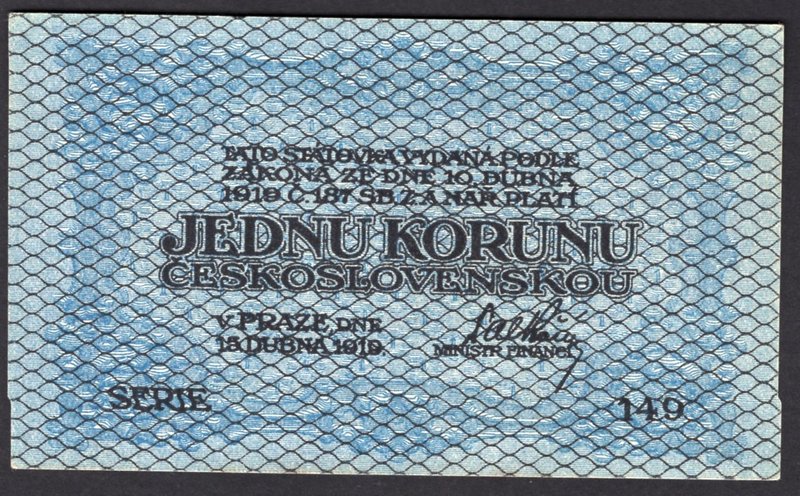 TATO STÁTOVKA VYDANÁ PODLE
ZÁKONA ZE DNE 10. DUBNA
1919 Č. 187 SB. Z. A NAŘ. PLATÍ
JEDNU KORUNU
ČESKOSLOVENSKOU
V PRAZE, DNE
15. DUBNA 1919.
MINISTR FINANCÍ
SERIE 149